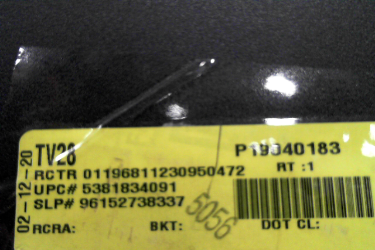 02-12-20
TV28
P19040183
RCTR 01196811230950472
RT :1
UPC# 5381834091
SLP# 96152738337
5056
RCRA:
BKT:
DOT CL: